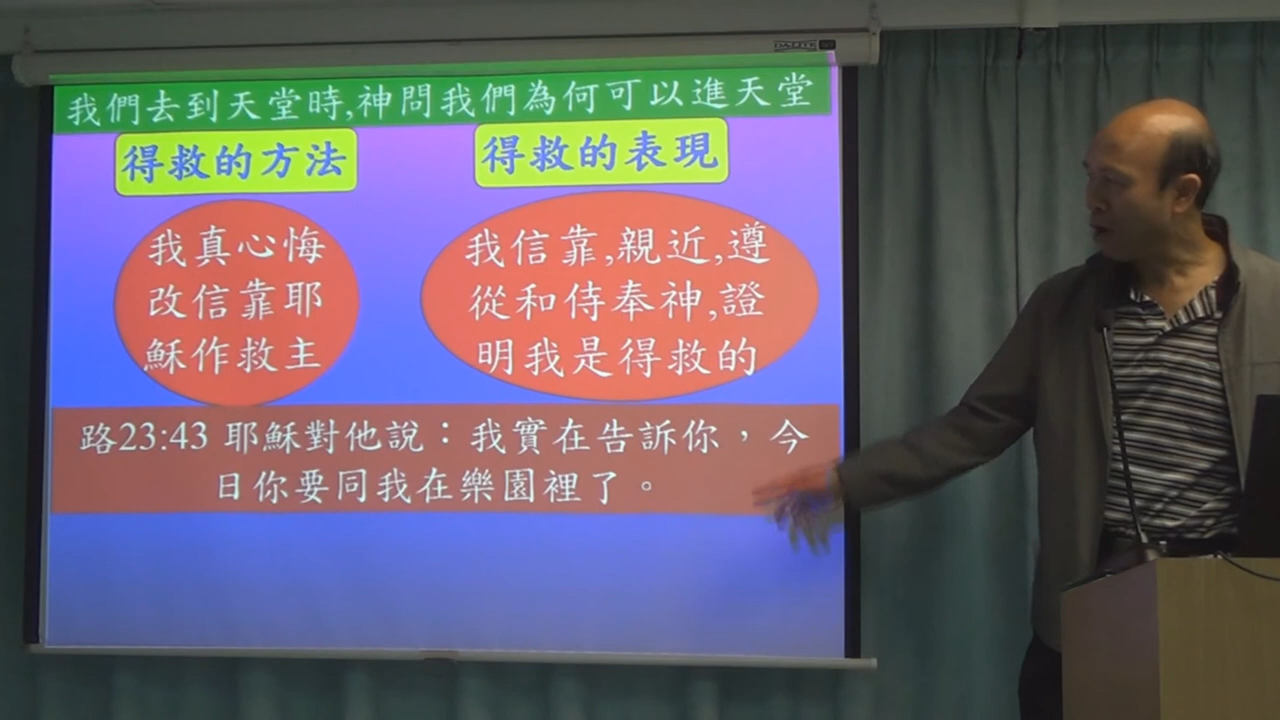 我們去到天堂時,神問我們為何可以進天堂
得救的方法
得救的表現
我真心悔
改信靠耶
穌作救主
我信靠,親近,遵
從和侍奉神,證
明我是得救的
路23:43 耶穌對他說：我實在告訴你，今
日你要同我在樂園裡了。